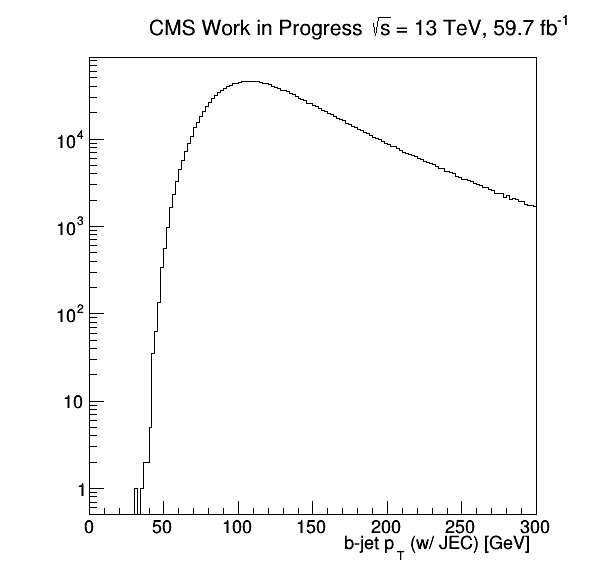 CMS Work in Progress √s = 13 TeV, 59.7 fb⁻¹
10⁴
10³
10²
10
1
0 50 100 150 200 250 300
b-jet p_T (w/ JEC) [GeV]